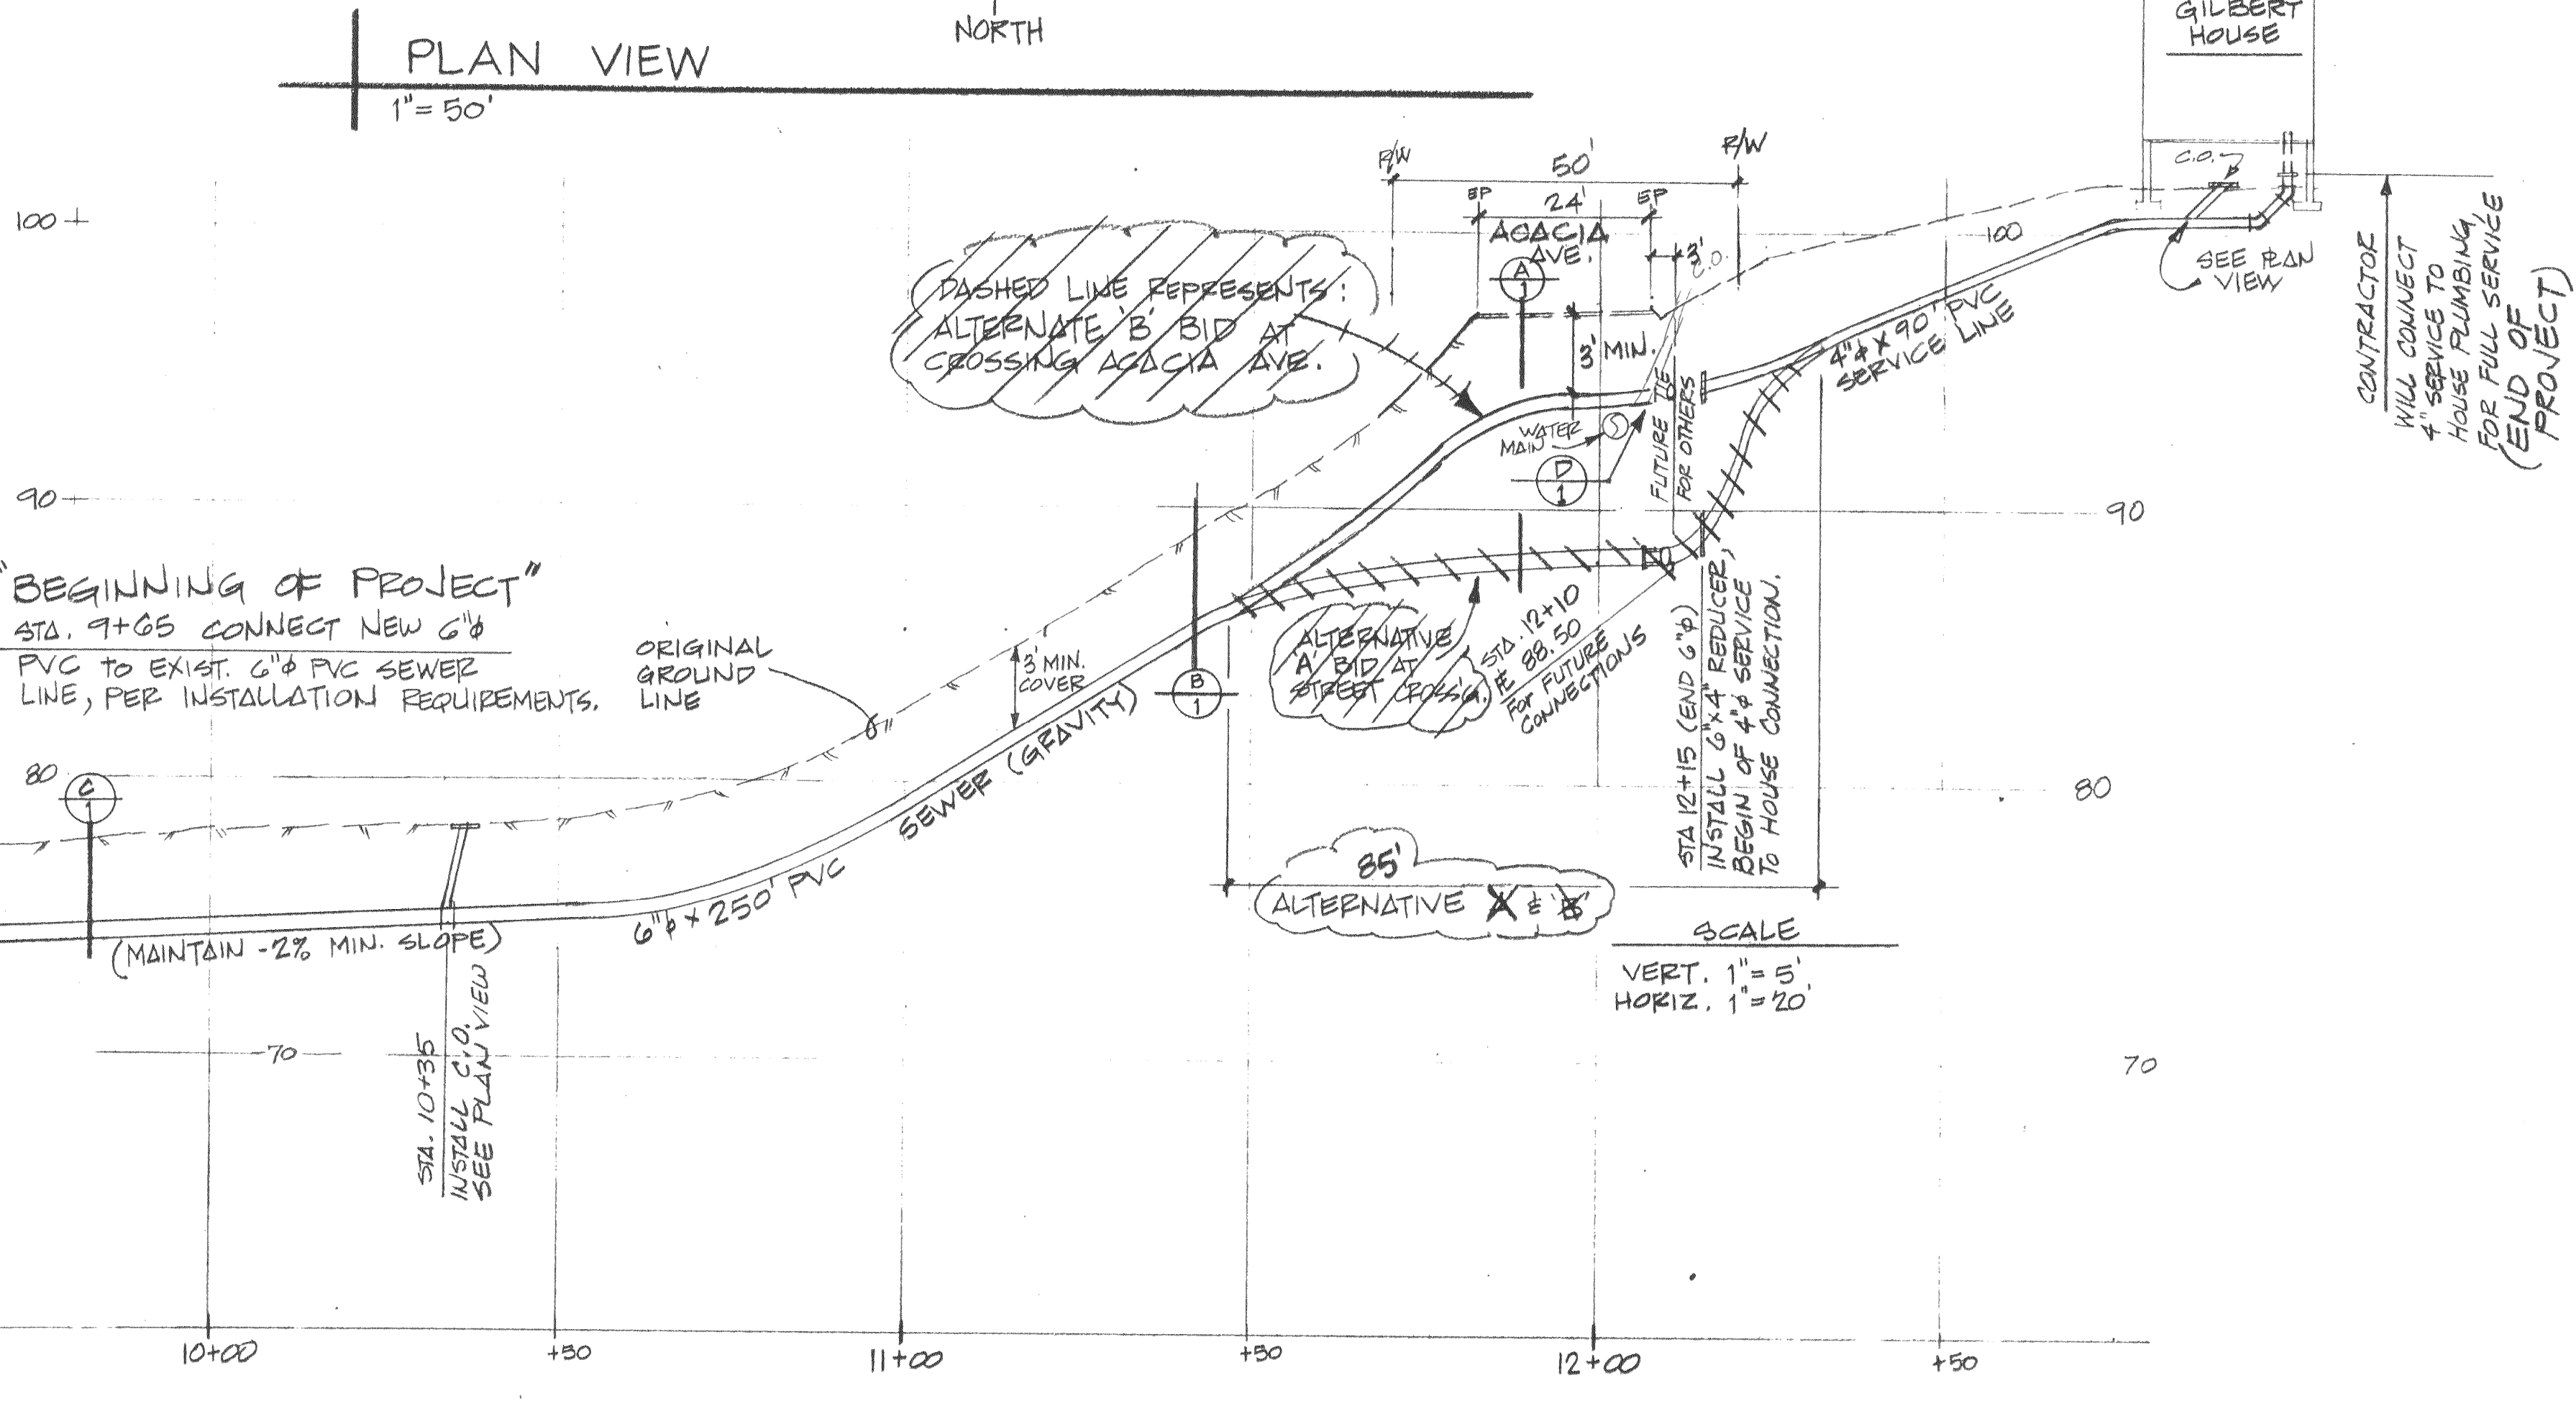 NORTH
PLAN VIEW
1"= 50'
GILBERT
HOUSE
R/W
50'
R/W
EP
24'
EP
ACACIA
AVE.
3'
C.O.
A
1
3' MIN.
DASHED LINE REPRESENTS:
ALTERNATE 'B' BID AT
CROSSING ACACIA AVE.
C.O.
SEE PLAN
VIEW
CONTRACTOR
WILL CONNECT
4" SERVICE TO
HOUSE PLUMBING,
FOR FULL SERVICE
(END OF
PROJECT)
100
100
4"φ x 90' PVC
SERVICE LINE
WATER
MAIN
S
D
1
FUTURE TIE
FOR OTHERS
90
90
"BEGINNING OF PROJECT"
STA. 9+65 CONNECT NEW 6"φ
PVC TO EXIST. 6"φ PVC SEWER
LINE, PER INSTALLATION REQUIREMENTS.
ORIGINAL
GROUND
LINE
3' MIN.
COVER
B
1
SEWER (GRAVITY)
ALTERNATIVE
'A' BID AT
STREET CROSS'G.
STA. 12+10
℄ 88.50
FOR FUTURE
CONNECTIONS
STA 12+15 (END 6"φ)
INSTALL 6"x4" REDUCER,
BEGIN OF 4"φ SERVICE
TO HOUSE CONNECTION.
80
80
C
1
6"φ x 250' PVC
(MAINTAIN -2% MIN. SLOPE)
85'
ALTERNATIVE 'A' & 'B'
SCALE
VERT. 1"= 5'
HORIZ. 1"=20'
STA. 10+35
INSTALL C.O.
SEE PLAN VIEW
70
70
10+00
+50
11+00
+50
12+00
+50